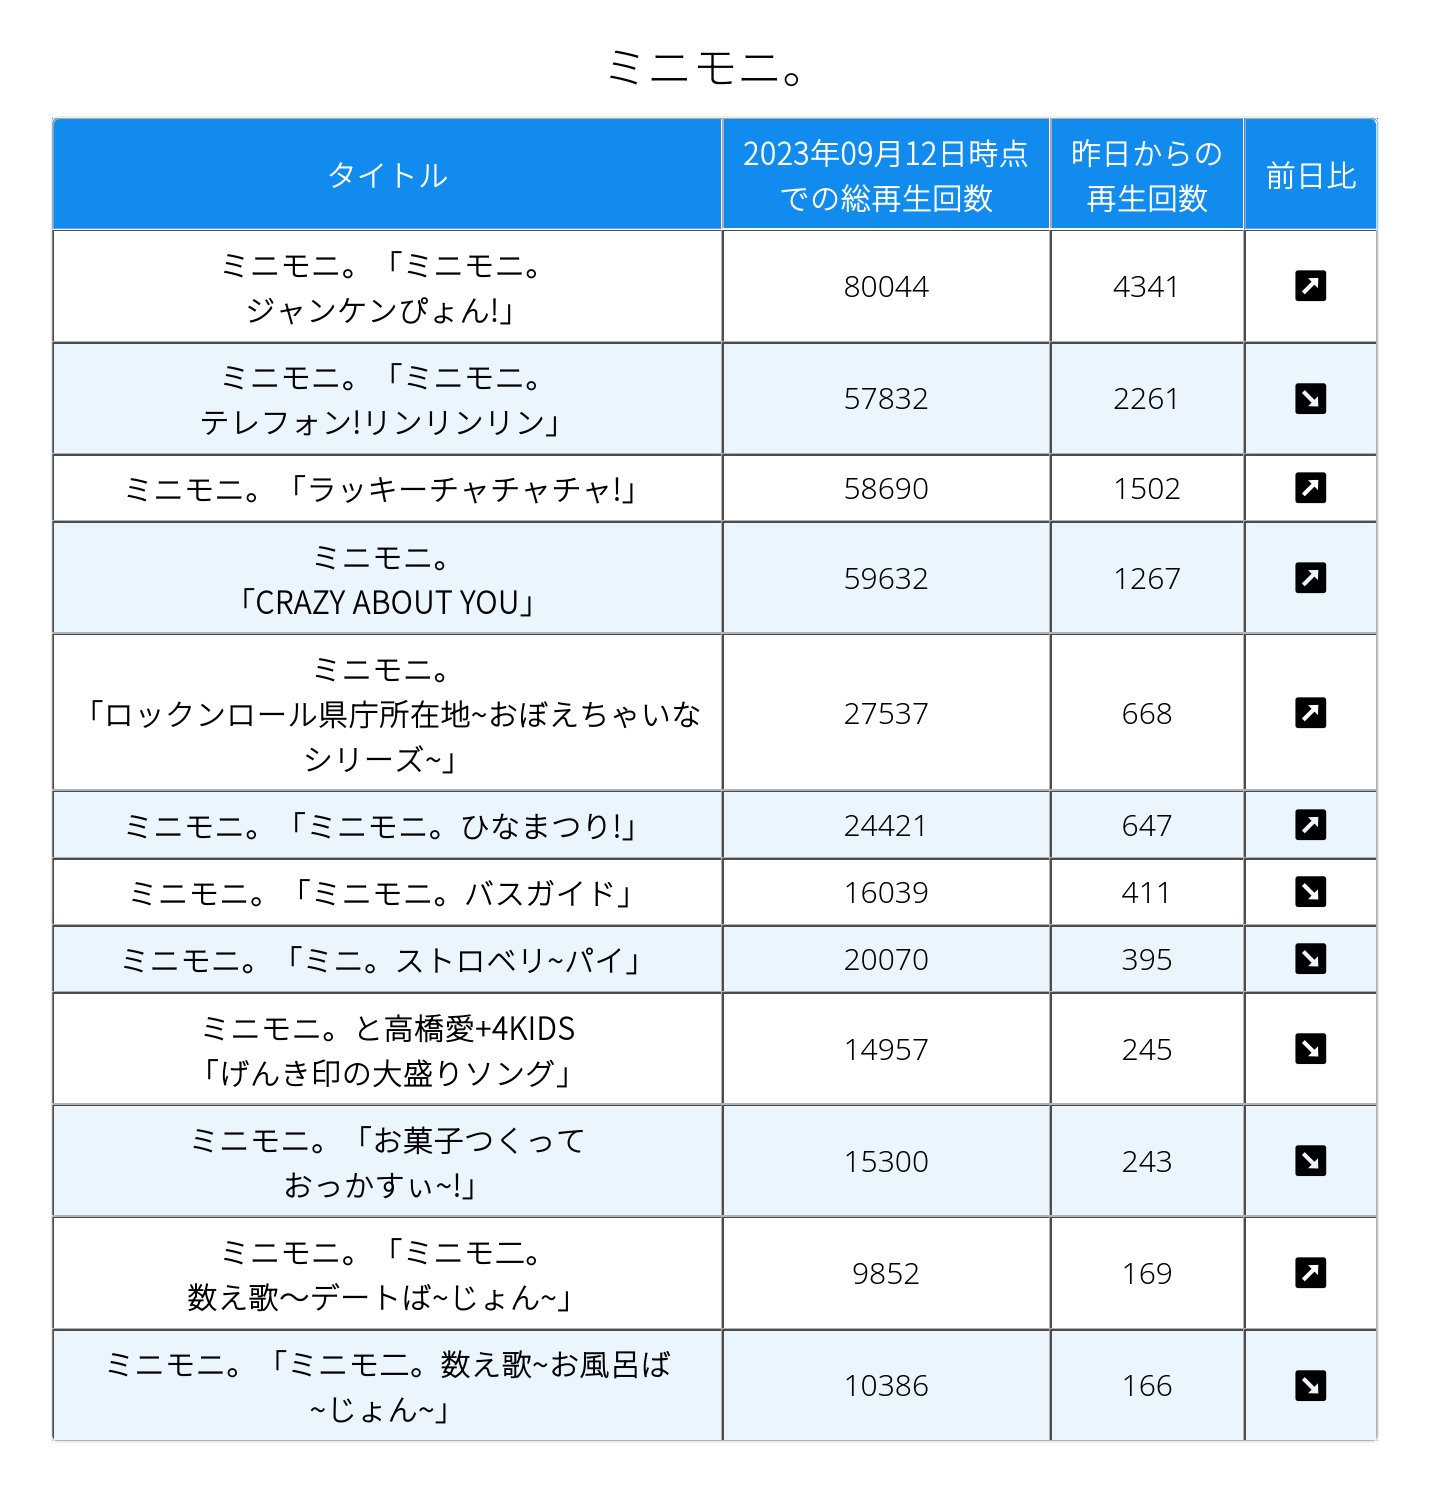 ミニモニ。
タイトル
2023年09月12日時点
での総再生回数
昨日からの
再生回数
前日比
ミニモニ。「ミニモニ。
ジャンケンぴょん!」
80044
4341
ミニモニ。「ミニモニ。
テレフォン!リンリンリン」
57832
2261
ミニモニ。「ラッキーチャチャチャ!」
58690
1502
ミニモニ。
「CRAZY ABOUT YOU」
59632
1267
ミニモニ。
「ロックンロール県庁所在地~おぼえちゃいな
シリーズ~」
27537
668
ミニモニ。「ミニモニ。ひなまつり!」
24421
647
ミニモニ。「ミニモニ。バスガイド」
16039
411
ミニモニ。「ミニ。ストロベリ~パイ」
20070
395
ミニモニ。と高橋愛+4KIDS
「げんき印の大盛りソング」
14957
245
ミニモニ。「お菓子つくって
おっかすぃ~!」
15300
243
ミニモニ。「ミニモ二。
数え歌〜デートば~じょん~」
9852
169
ミニモニ。「ミニモ二。数え歌~お風呂ば
~じょん~」
10386
166